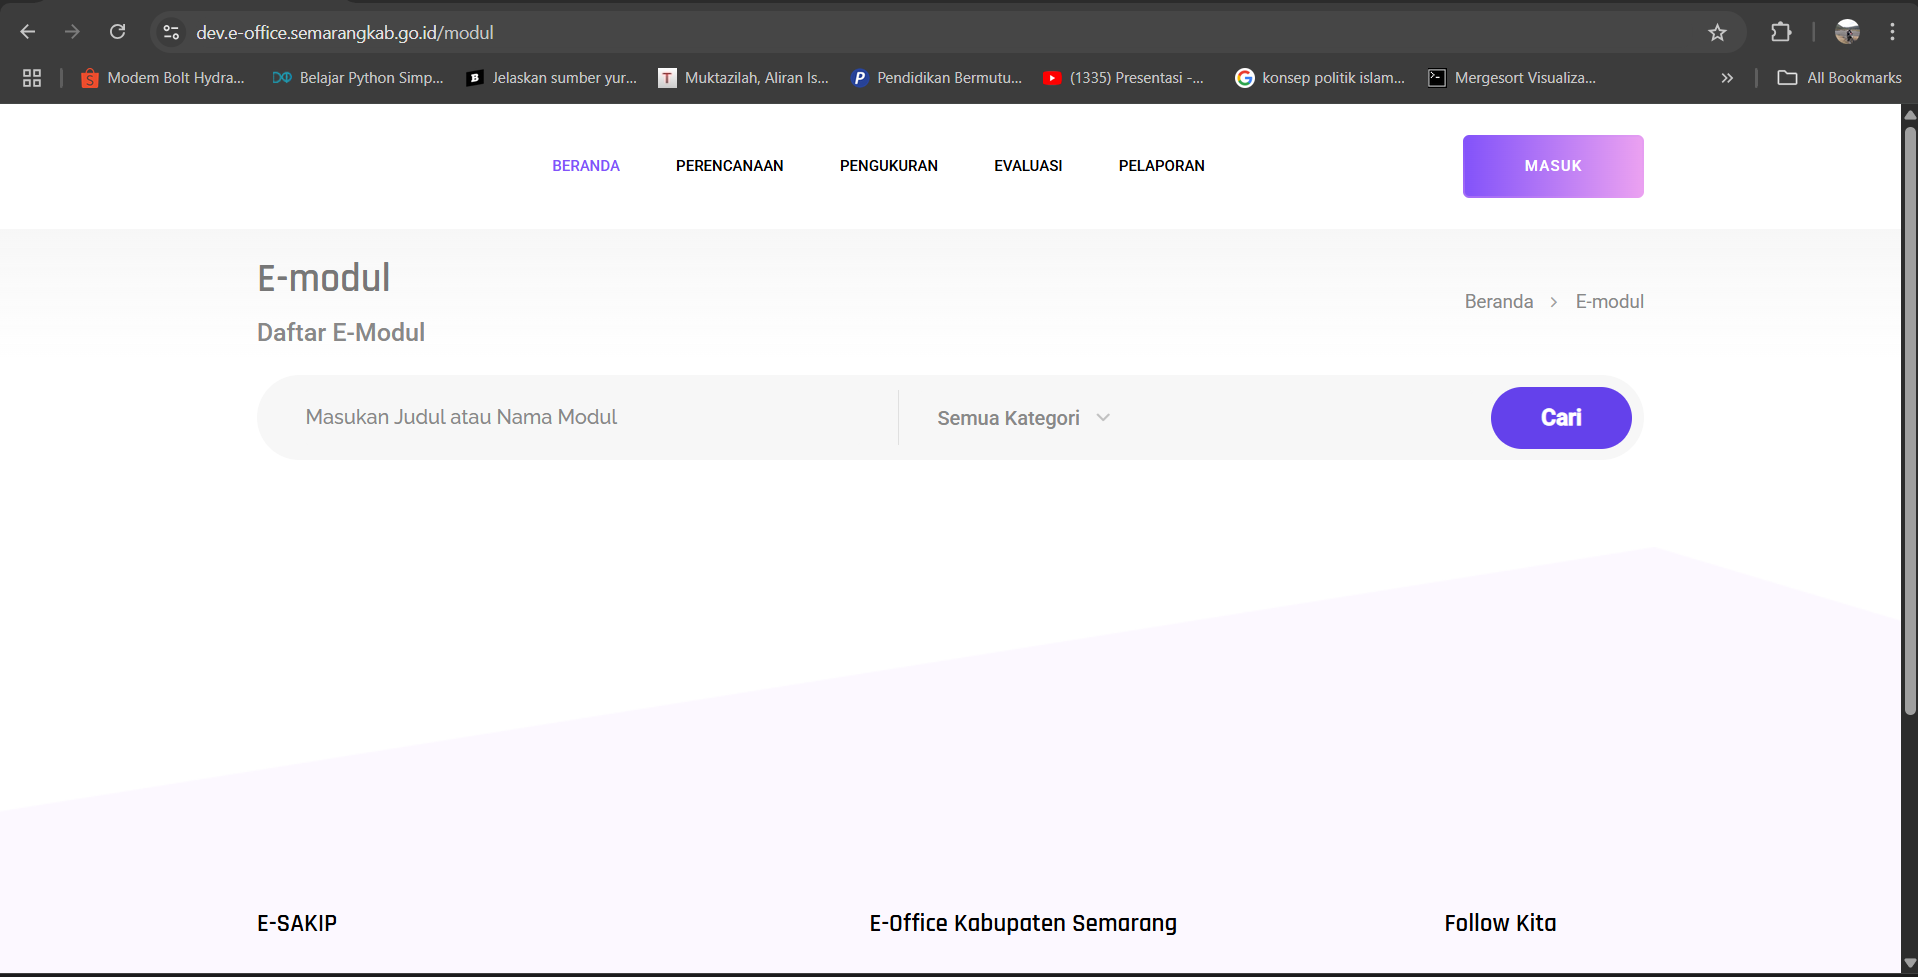 dev.e-office.semarangkab.go.id/modul
Modem Bolt Hydra...
Belajar Python Simp...
Jelaskan sumber yur...
Muktazilah, Aliran Is...
Pendidikan Bermutu...
(1335) Presentasi -...
konsep politik islam...
Mergesort Visualiza...
All Bookmarks
BERANDA
PERENCANAAN
PENGUKURAN
EVALUASI
PELAPORAN
MASUK
E-modul
Beranda > E-modul
Daftar E-Modul
Masukan Judul atau Nama Modul
Semua Kategori
Cari
E-SAKIP
E-Office Kabupaten Semarang
Follow Kita